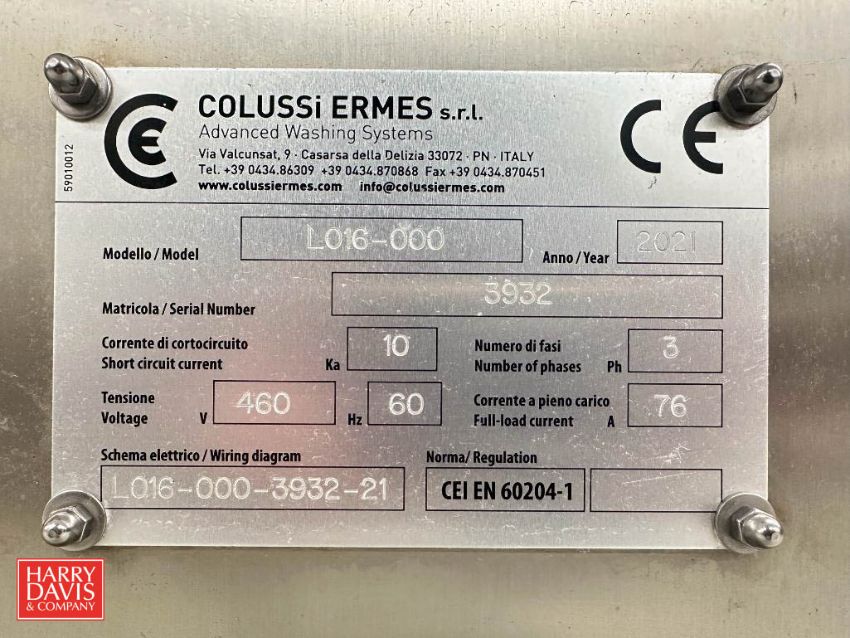 59010012
CE
COLUSSi ERMES s.r.l.
Advanced Washing Systems
Via Valcunsat, 9 · Casarsa della Delizia 33072 · PN · ITALY
Tel. +39 0434.86309 +39 0434.870868 Fax +39 0434.870451
www.colussiermes.com info@colussiermes.com
CE
Modello / Model L016-000 Anno / Year 2021
Matricola / Serial Number 3932
Corrente di cortocircuito
Short circuit current Ka 10
Numero di fasi
Number of phases Ph 3
Tensione
Voltage V 460 Hz 60
Corrente a pieno carico
Full-load current A 76
Schema elettrico / Wiring diagram
L016-000-3932-21
Norma/ Regulation
CEI EN 60204-1
HARRY
DAVIS
& COMPANY